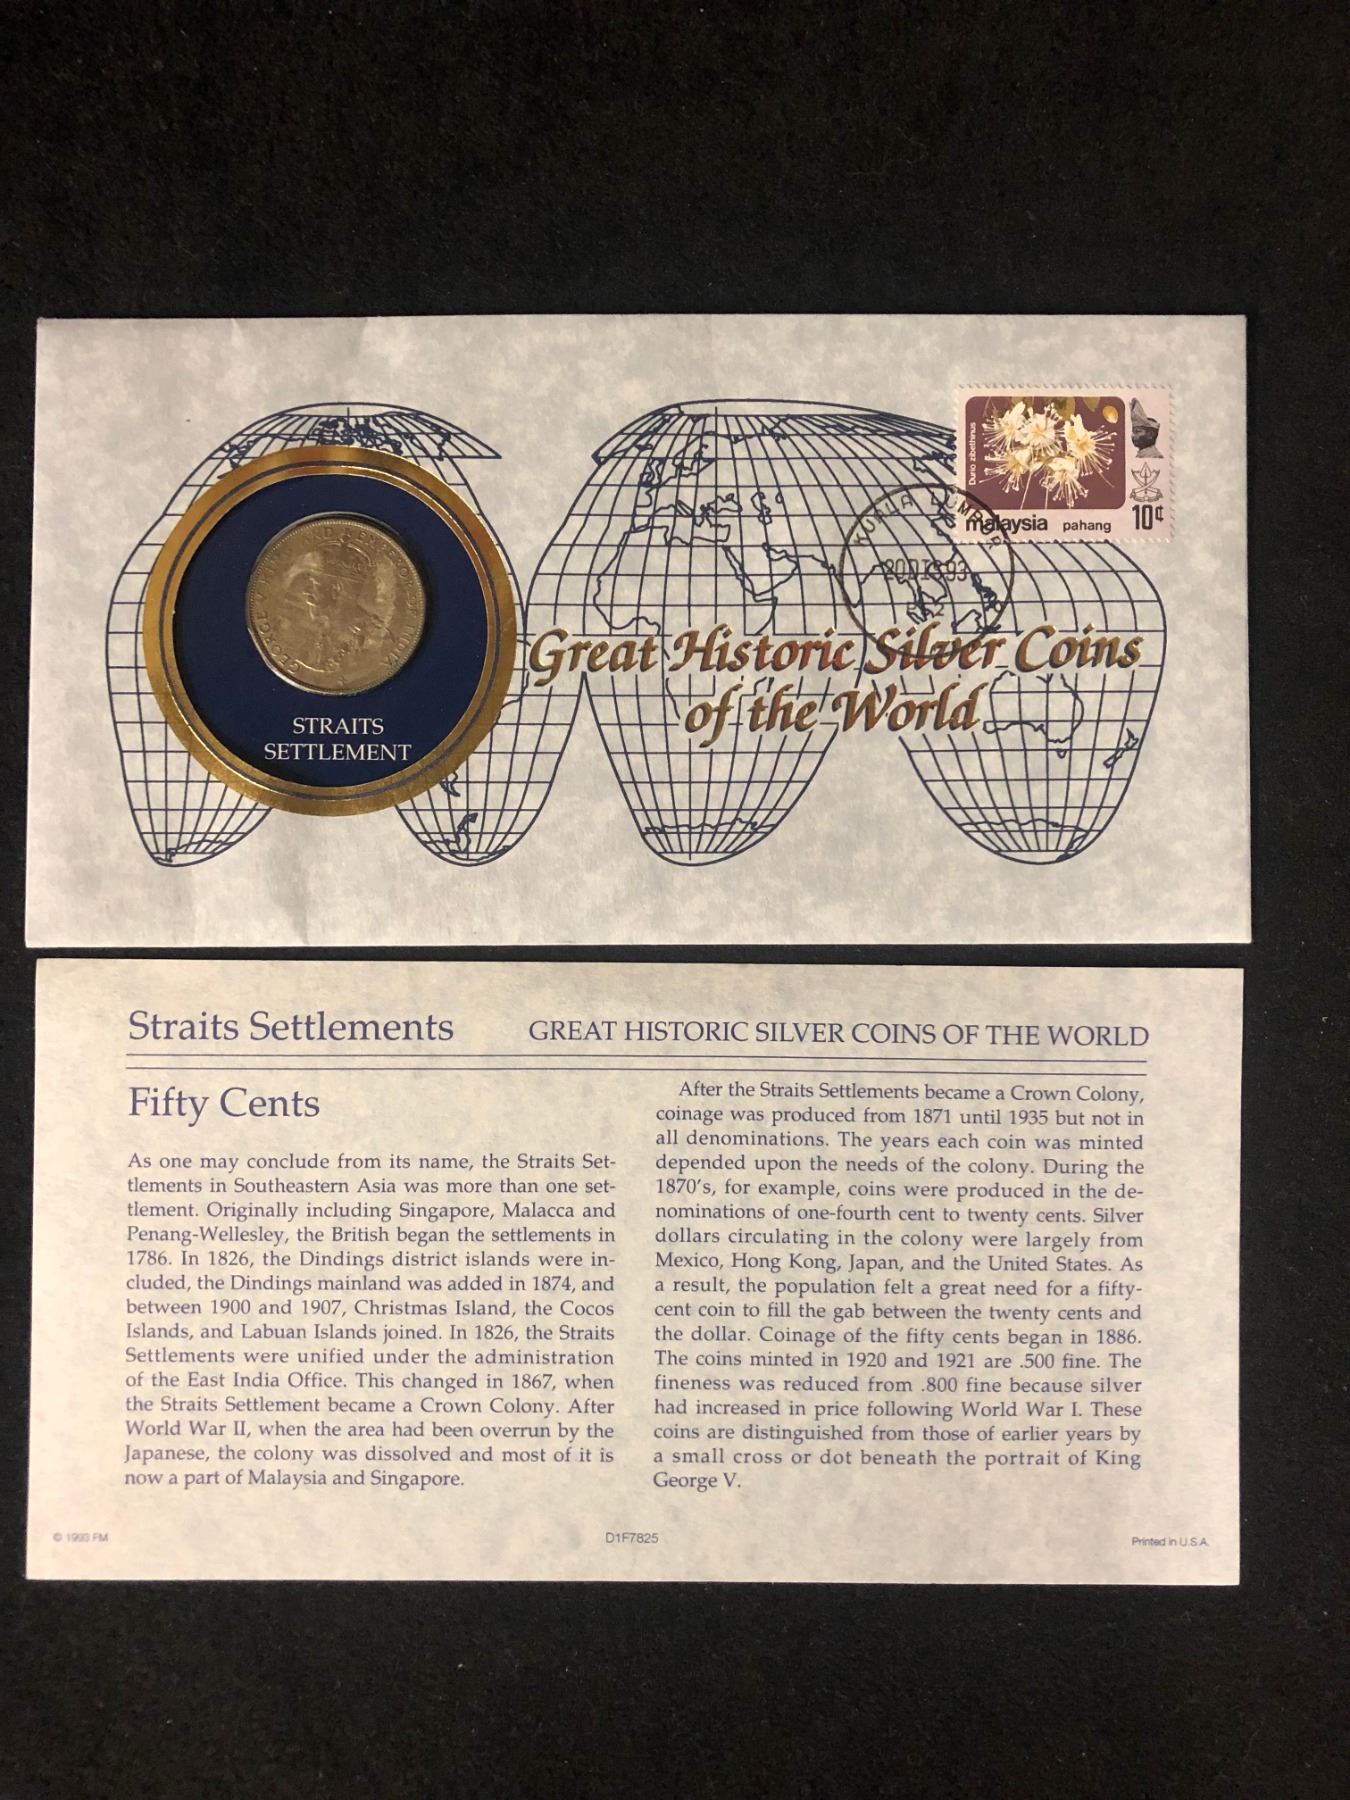 Durio zibethinus
malaysia pahang 10¢
KUALA LUMPUR
GEORGE V
EMPEROR OF INDIA
STRAITS
SETTLEMENT
Great Historic Silver Coins
of the World
Straits Settlements
GREAT HISTORIC SILVER COINS OF THE WORLD
Fifty Cents
As one may conclude from its name, the Straits Set-
tlements in Southeastern Asia was more than one set-
tlement. Originally including Singapore, Malacca and
Penang-Wellesley, the British began the settlements in
1786. In 1826, the Dindings district islands were in-
cluded, the Dindings mainland was added in 1874, and
between 1900 and 1907, Christmas Island, the Cocos
Islands, and Labuan Islands joined. In 1826, the Straits
Settlements were unified under the administration
of the East India Office. This changed in 1867, when
the Straits Settlement became a Crown Colony. After
World War II, when the area had been overrun by the
Japanese, the colony was dissolved and most of it is
now a part of Malaysia and Singapore.
After the Straits Settlements became a Crown Colony,
coinage was produced from 1871 until 1935 but not in
all denominations. The years each coin was minted
depended upon the needs of the colony. During the
1870's, for example, coins were produced in the de-
nominations of one-fourth cent to twenty cents. Silver
dollars circulating in the colony were largely from
Mexico, Hong Kong, Japan, and the United States. As
a result, the population felt a great need for a fifty-
cent coin to fill the gab between the twenty cents and
the dollar. Coinage of the fifty cents began in 1886.
The coins minted in 1920 and 1921 are .500 fine. The
fineness was reduced from .800 fine because silver
had increased in price following World War I. These
coins are distinguished from those of earlier years by
a small cross or dot beneath the portrait of King
George V.
© 1993 FM
D1F7825
Printed in U.S.A.